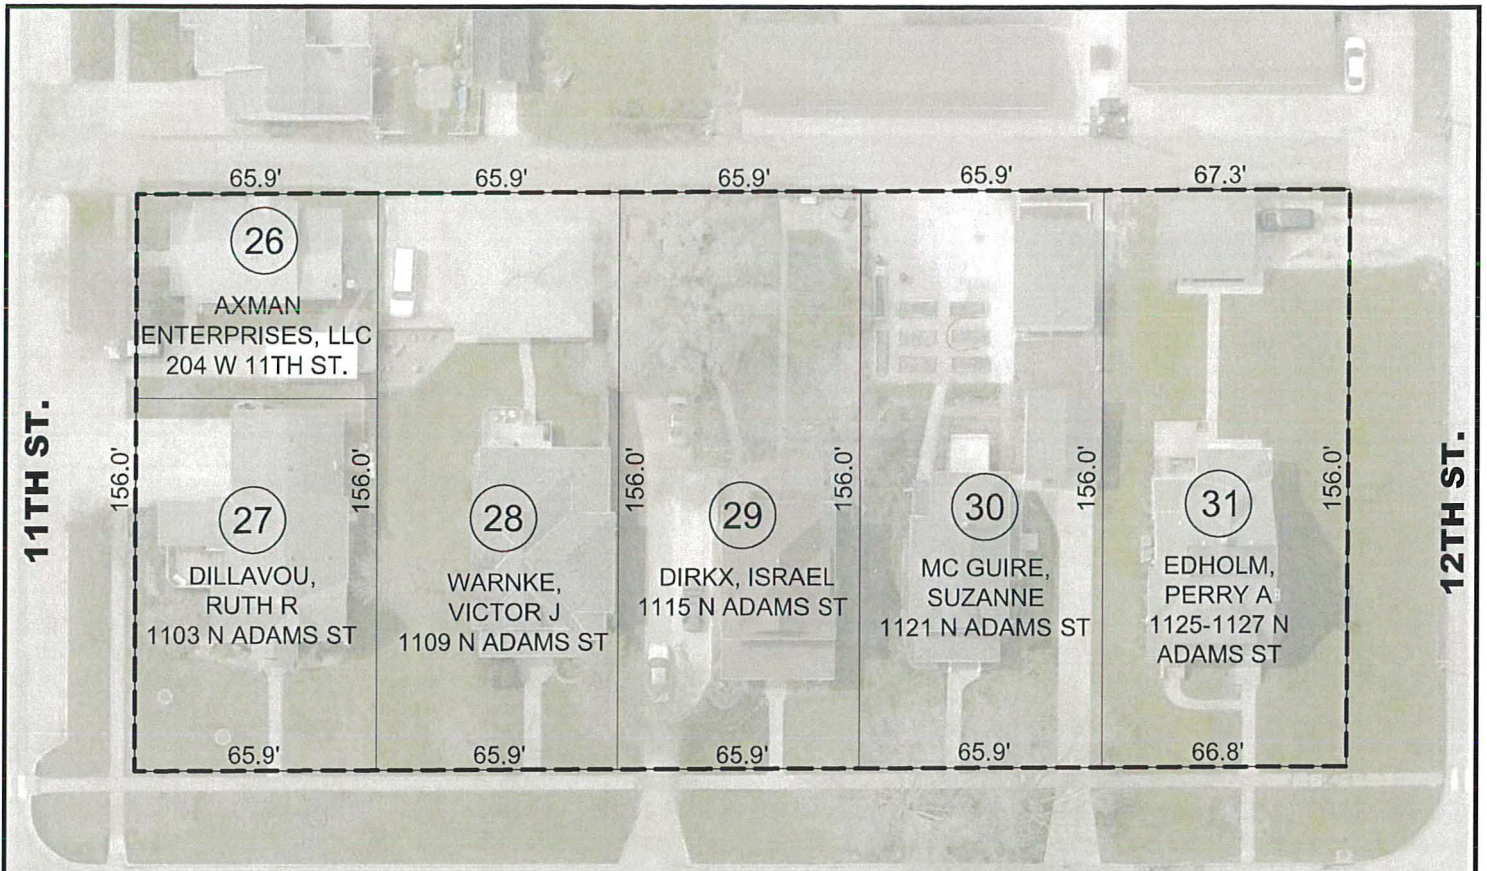 65.9'
65.9'
65.9'
65.9'
67.3'
26
AXMAN
ENTERPRISES, LLC
204 W 11TH ST.
11TH ST.
156.0'
156.0'
156.0'
156.0'
156.0'
156.0'
12TH ST.
27
DILLAVOU,
RUTH R
1103 N ADAMS ST
28
WARNKE,
VICTOR J
1109 N ADAMS ST
29
DIRKX, ISRAEL
1115 N ADAMS ST
30
MC GUIRE,
SUZANNE
1121 N ADAMS ST
31
EDHOLM,
PERRY A
1125-1127 N
ADAMS ST
65.9'
65.9'
65.9'
65.9'
66.8'